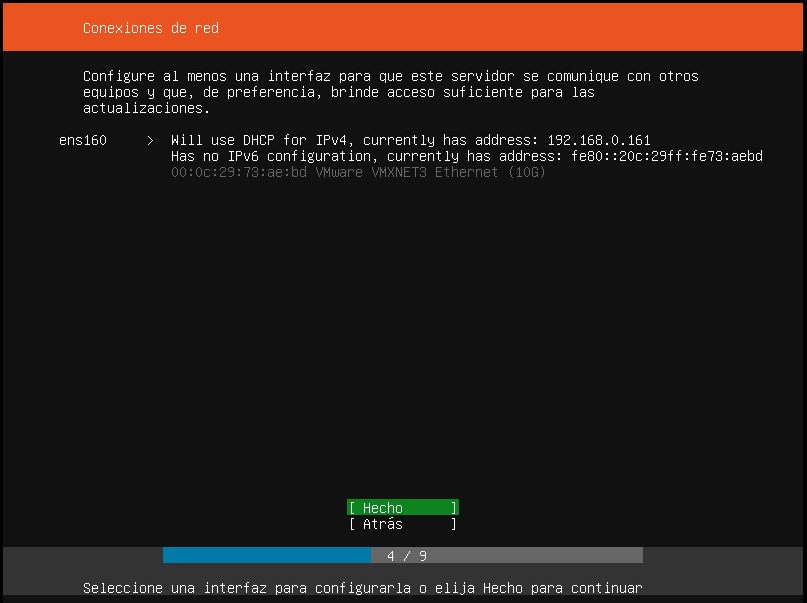 Conexiones de red
Configure al menos una interfaz para que este servidor se comunique con otros
equipos y que, de preferencia, brinde acceso suficiente para las
actualizaciones.
ens160 > Will use DHCP for IPv4, currently has address: 192.168.0.161
Has no IPv6 configuration, currently has address: fe80::20c:29ff:fe73:aebd
00:0c:29:73:ae:bd VMware VMXNET3 Ethernet (10G)
[ Hecho ]
[ Atrás ]
4 / 9
Seleccione una interfaz para configurarla o elija Hecho para continuar